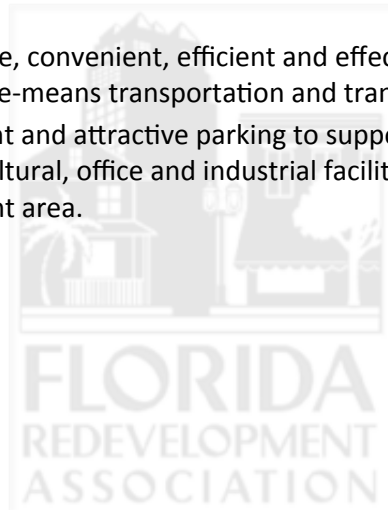 e, convenient, efficient and effec
e-means transportation and tran
nt and attractive parking to suppo
ltural, office and industrial facilit
nt area.
FLORIDA
REDEVELOPMENT
ASSOCIATION